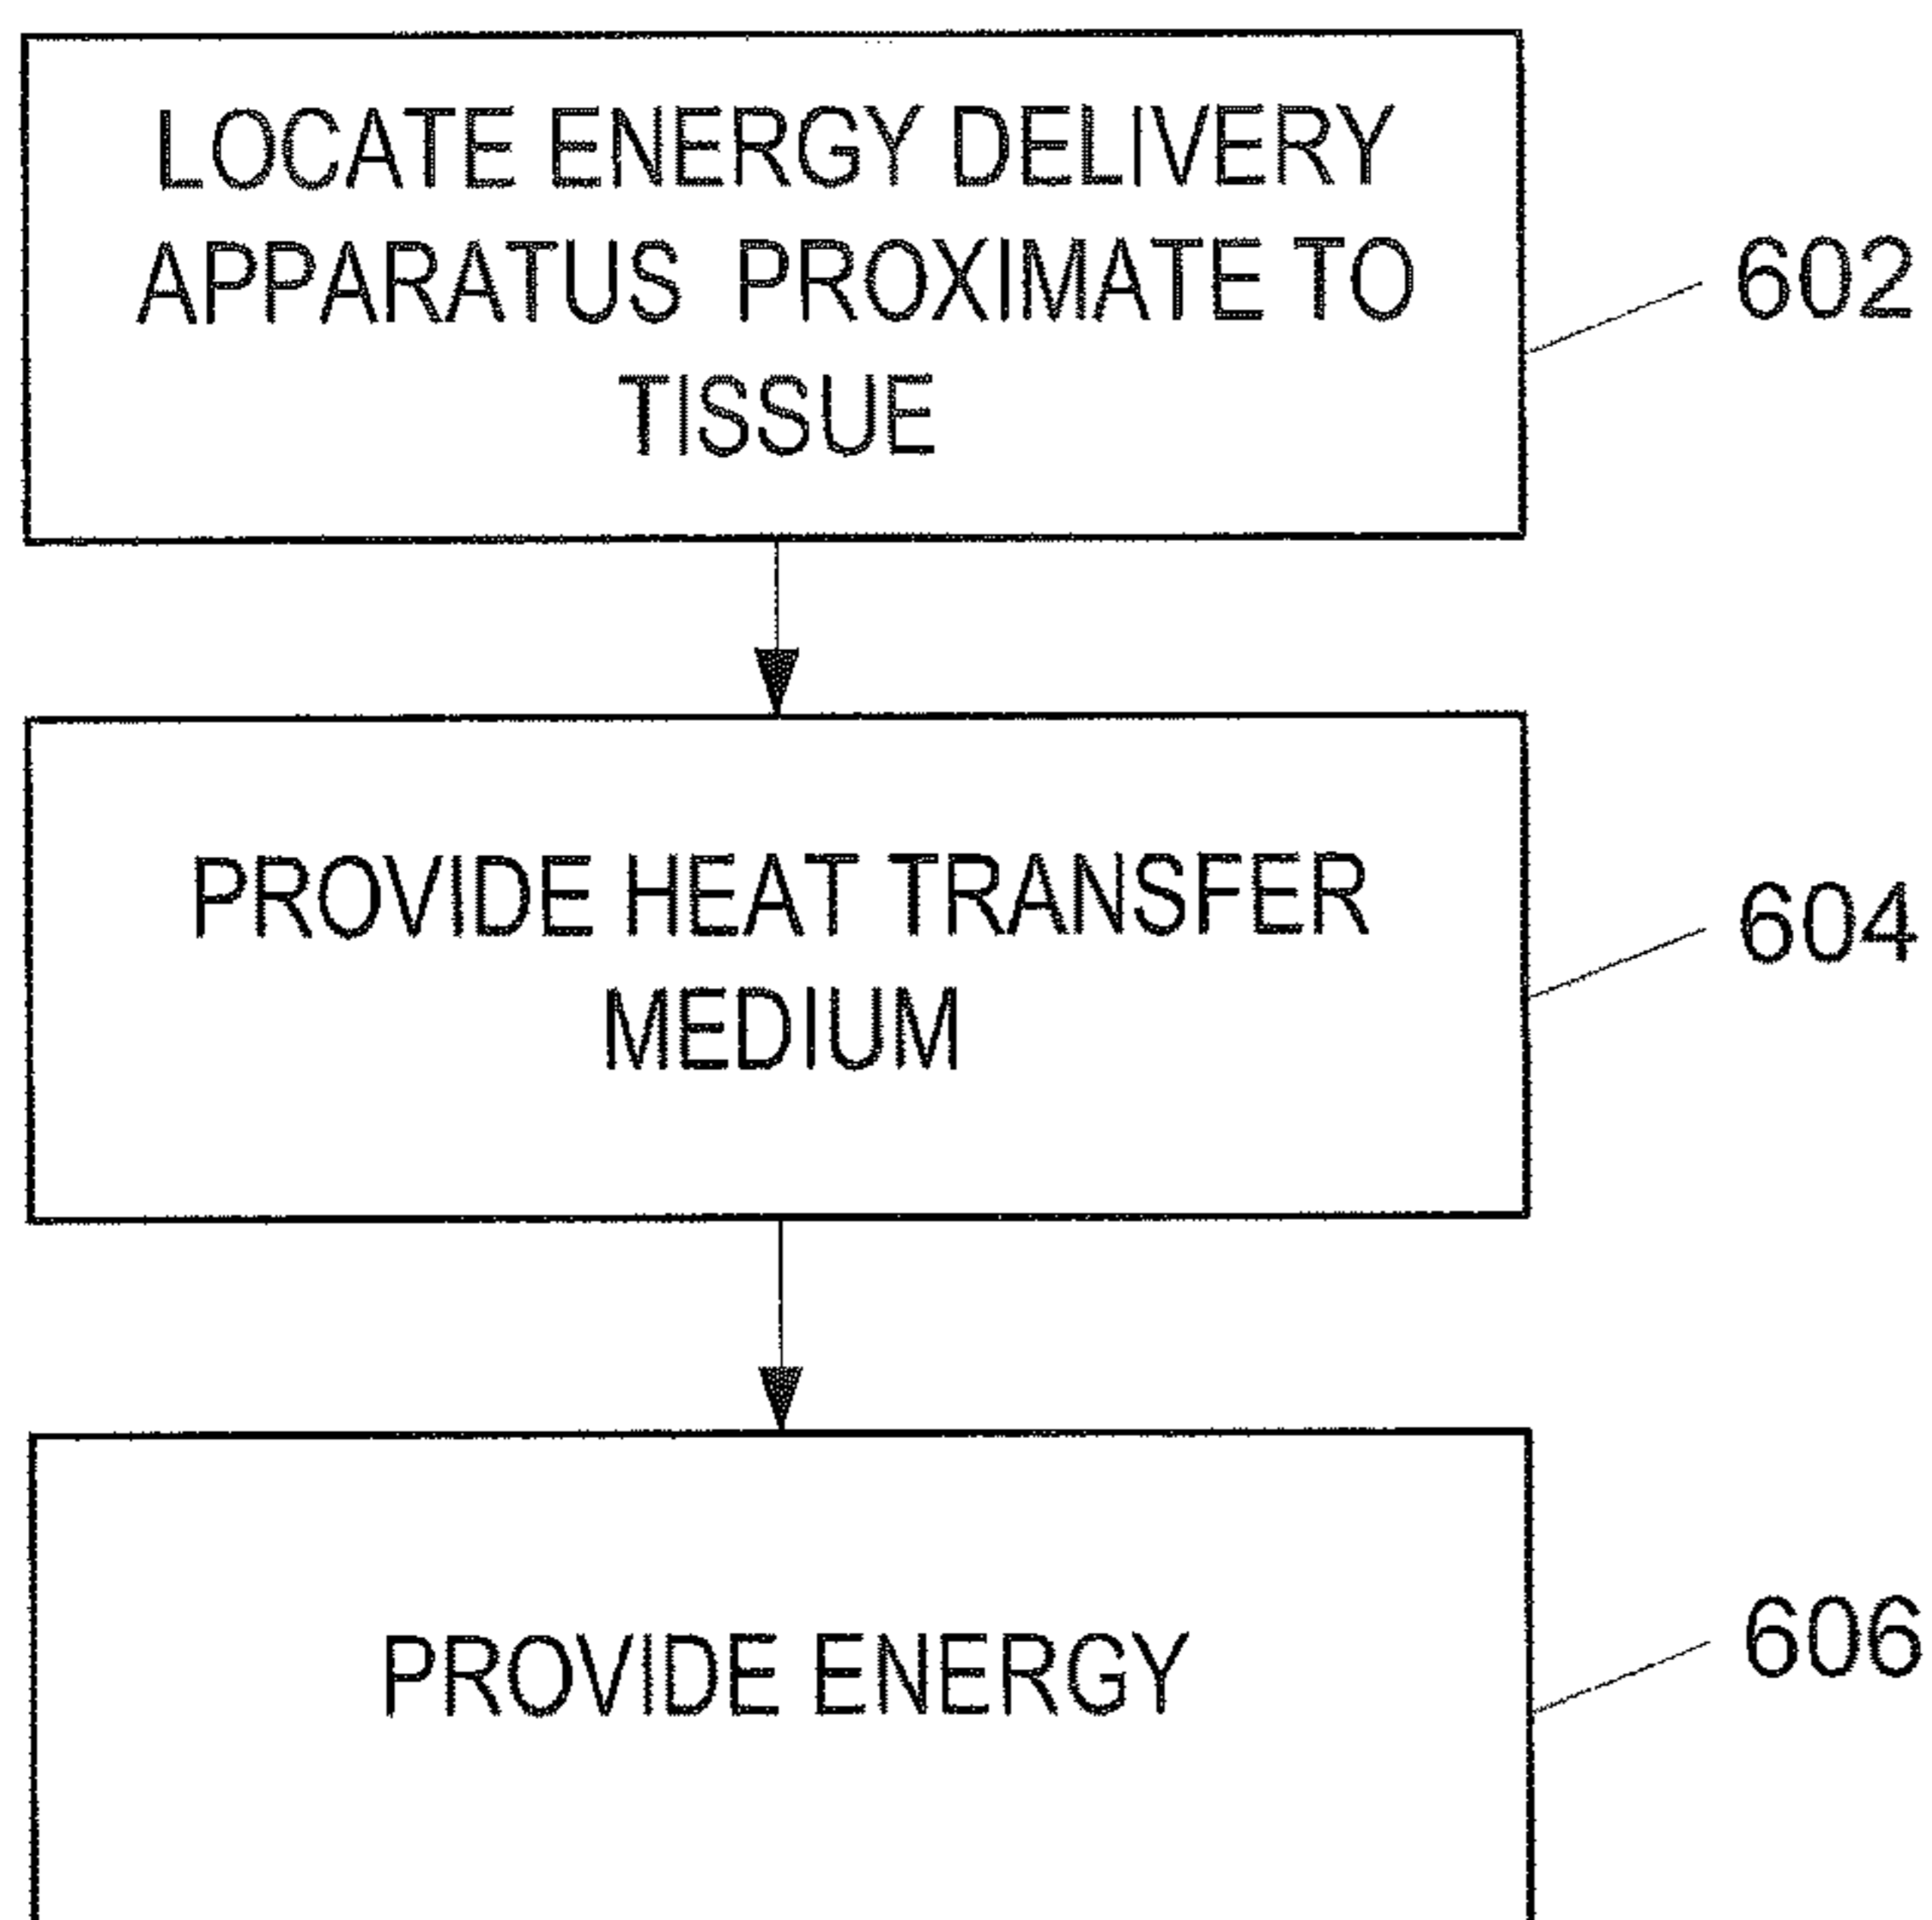 LOCATE ENERGY DELIVERY
APPARATUS PROXIMATE TO
TISSUE
602
PROVIDE HEAT TRANSFER
MEDIUM
604
PROVIDE ENERGY
606